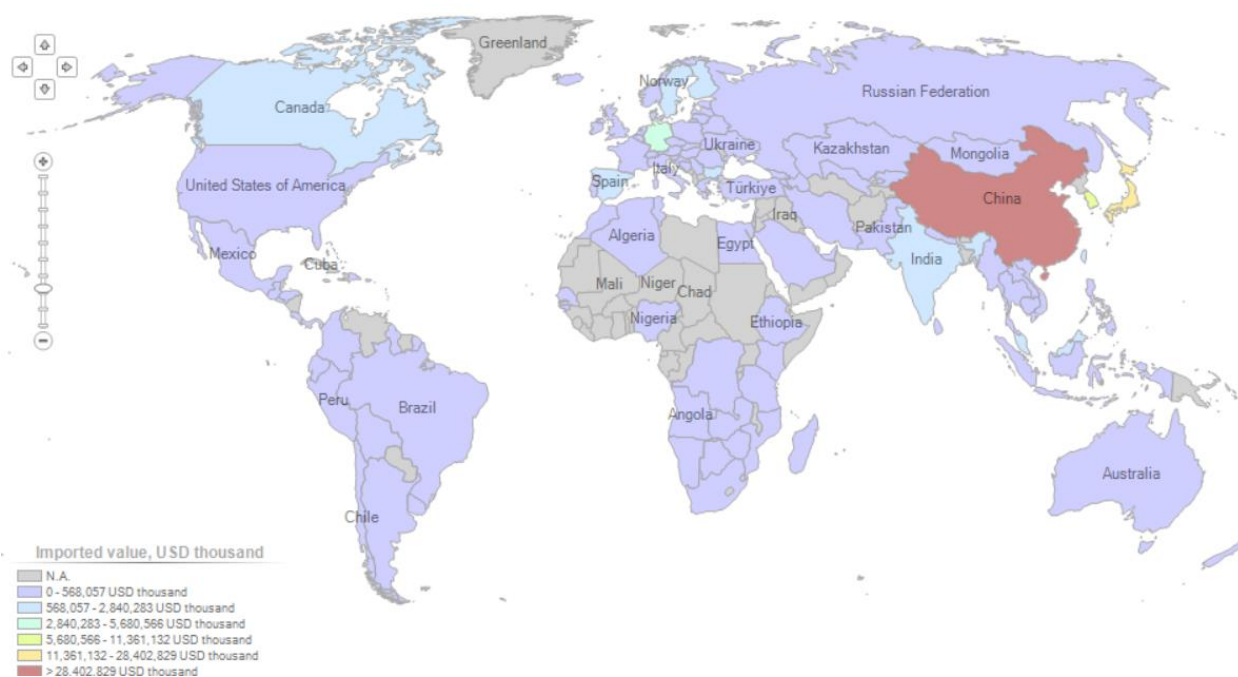 Greenland
Norway
Canada
Russian Federation
Ukraine
Kazakhstan
Mongolia
Italy
Spain
United States of America
Türkiye
China
Iraq
Pakistan
Algeria
Egypt
Mexico
India
Cuba
Mali
Niger
Chad
Nigeria
Ethiopia
Peru
Brazil
Angola
Australia
Chile
Imported value, USD thousand
N.A.
0 - 568,057 USD thousand
568,057 - 2,840,283 USD thousand
2,840,283 - 5,680,566 USD thousand
5,680,566 - 11,361,132 USD thousand
11,361,132 - 28,402,829 USD thousand
> 28,402,829 USD thousand